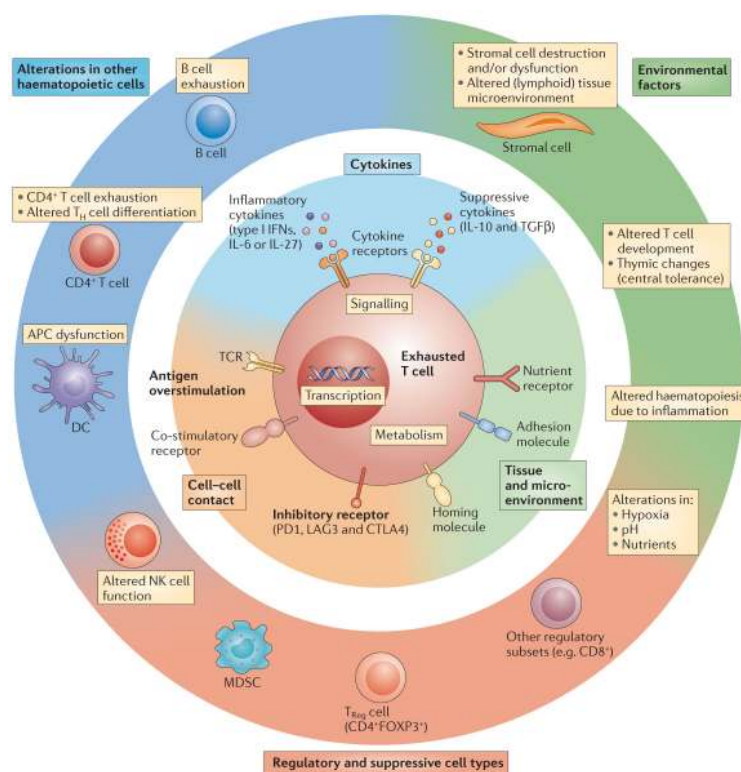 Alterations in other
haematopoietic cells
B cell
exhaustion
B cell
• Stromal cell destruction
and/or dysfunction
• Altered (lymphoid) tissue
microenvironment
Stromal cell
Environmental
factors
Cytokines
• CD4⁺ T cell exhaustion
• Altered T_H cell differentiation
CD4⁺ T cell
Inflammatory
cytokines
(type I IFNs,
IL-6 or IL-27)
Cytokine
receptors
Suppressive
cytokines
(IL-10 and TGFβ)
• Altered T cell
development
• Thymic changes
(central tolerance)
Signalling
APC dysfunction
DC
TCR
Exhausted
T cell
Nutrient
receptor
Antigen
overstimulation
Transcription
Altered haematopoiesis
due to inflammation
Co-stimulatory
receptor
Metabolism
Adhesion
molecule
Cell–cell
contact
Inhibitory receptor
(PD1, LAG3 and CTLA4)
Homing
molecule
Tissue
and micro-
environment
Alterations in:
• Hypoxia
• pH
• Nutrients
Altered NK cell
function
MDSC
T_Reg cell
(CD4⁺FOXP3⁺)
Other regulatory
subsets (e.g. CD8⁺)
Regulatory and suppressive cell types